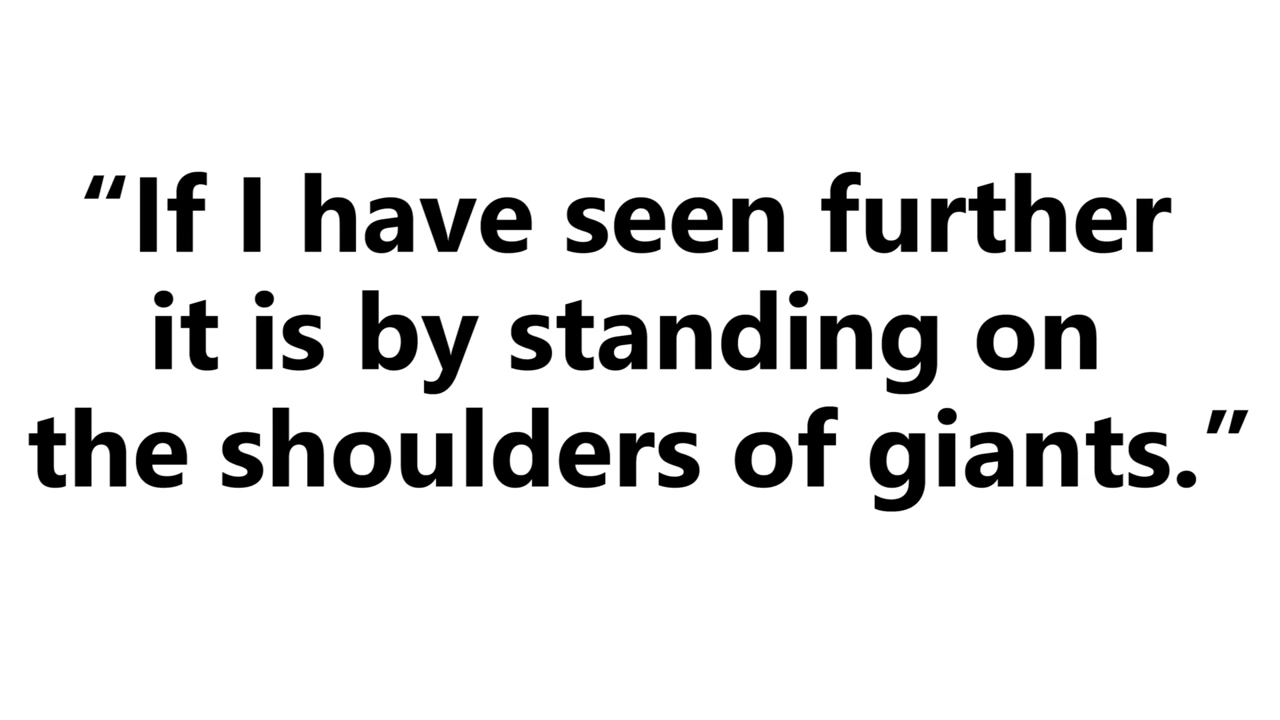 “If I have seen further
it is by standing on
the shoulders of giants.”